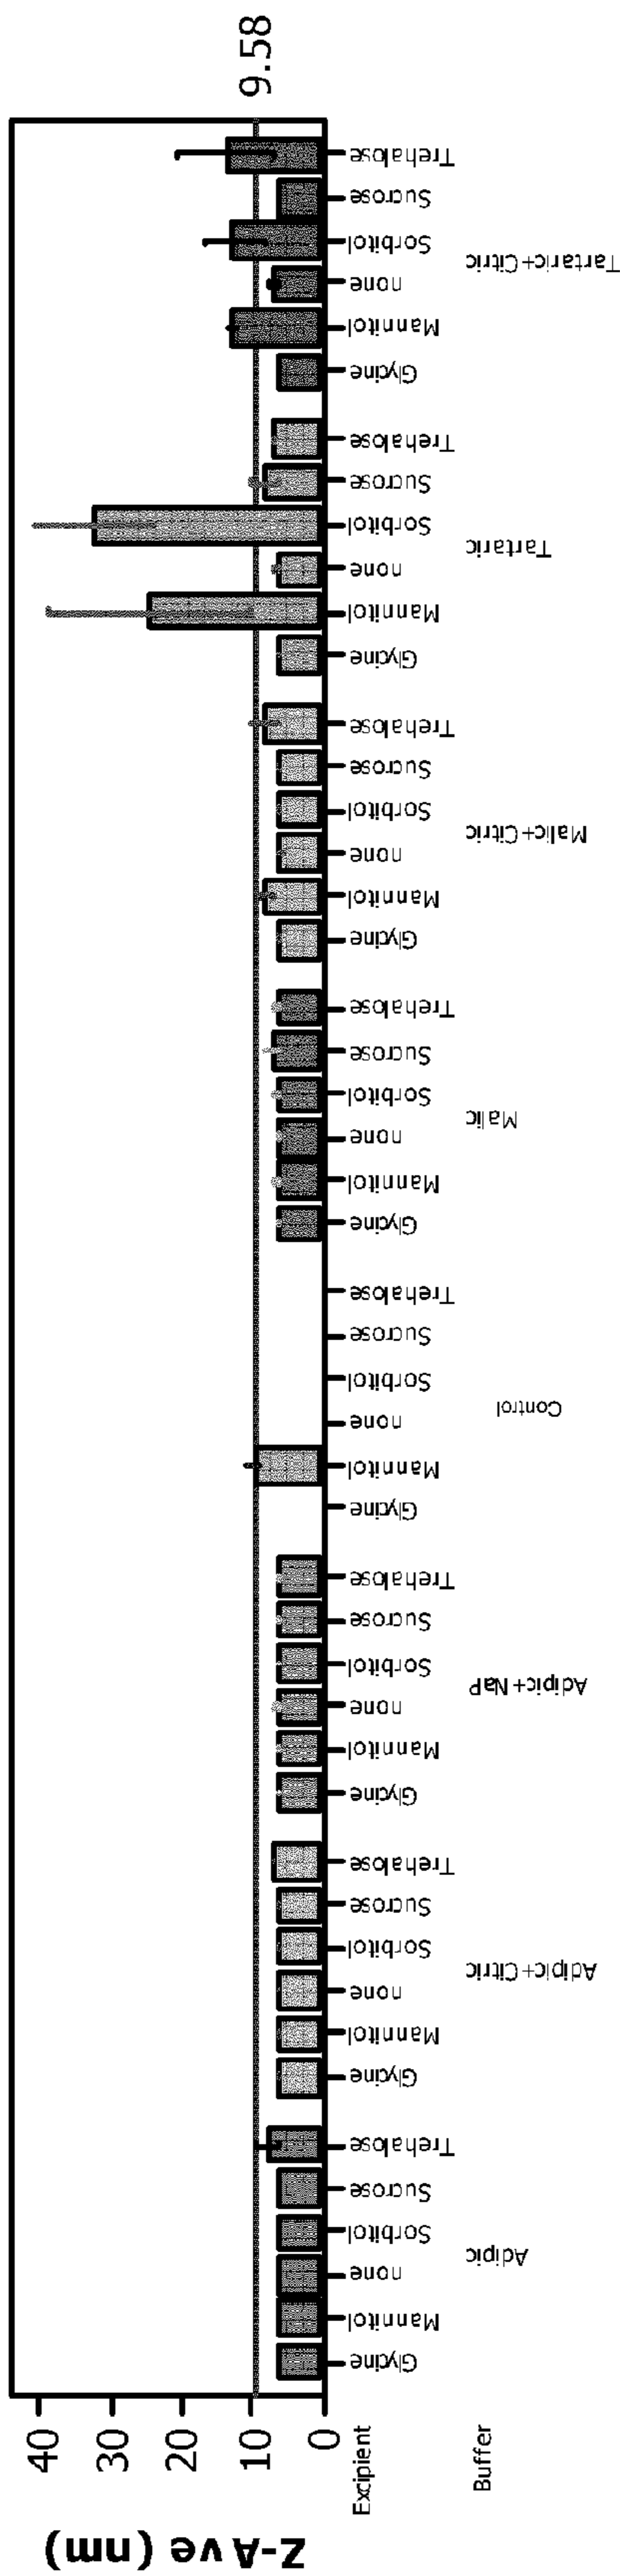 Z-Ave (nm)
40
30
20
10
0
9.58
Excipient
Glycine
Mannitol
none
Sorbitol
Sucrose
Trehalose
Glycine
Mannitol
none
Sorbitol
Sucrose
Trehalose
Glycine
Mannitol
none
Sorbitol
Sucrose
Trehalose
Glycine
Mannitol
none
Sorbitol
Sucrose
Trehalose
Glycine
Mannitol
none
Sorbitol
Sucrose
Trehalose
Glycine
Mannitol
none
Sorbitol
Sucrose
Trehalose
Glycine
Mannitol
none
Sorbitol
Sucrose
Trehalose
Glycine
Mannitol
none
Sorbitol
Sucrose
Trehalose
Buffer
Adipic
Adipic+Citric
Adipic+NaP
Control
Malic
Malic+Citric
Tartaric
Tartaric+Citric